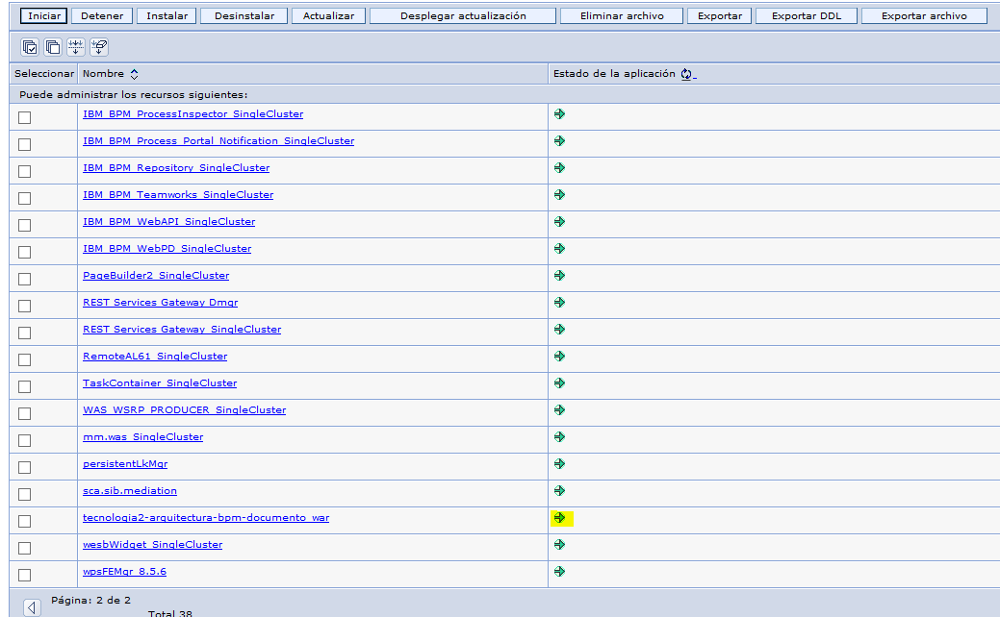 Iniciar Detener Instalar Desinstalar Actualizar Desplegar actualización Eliminar archivo Exportar Exportar DDL Exportar archivo
Seleccionar Nombre Estado de la aplicación
Puede administrar los recursos siguientes:
IBM_BPM_ProcessInspector_SingleCluster
IBM_BPM_Process_Portal_Notification_SingleCluster
IBM_BPM_Repository_SingleCluster
IBM_BPM_Teamworks_SingleCluster
IBM_BPM_WebAPI_SingleCluster
IBM_BPM_WebPD_SingleCluster
PageBuilder2_SingleCluster
REST Services Gateway Dmgr
REST Services Gateway_SingleCluster
RemoteAL61_SingleCluster
TaskContainer_SingleCluster
WAS_WSRP_PRODUCER_SingleCluster
mm.was_SingleCluster
persistentLkMgr
sca.sib.mediation
tecnologia2-arquitectura-bpm-documento_war
wesbWidget_SingleCluster
wpsFEMgr_8.5.6
Página: 2 de 2
Total 38